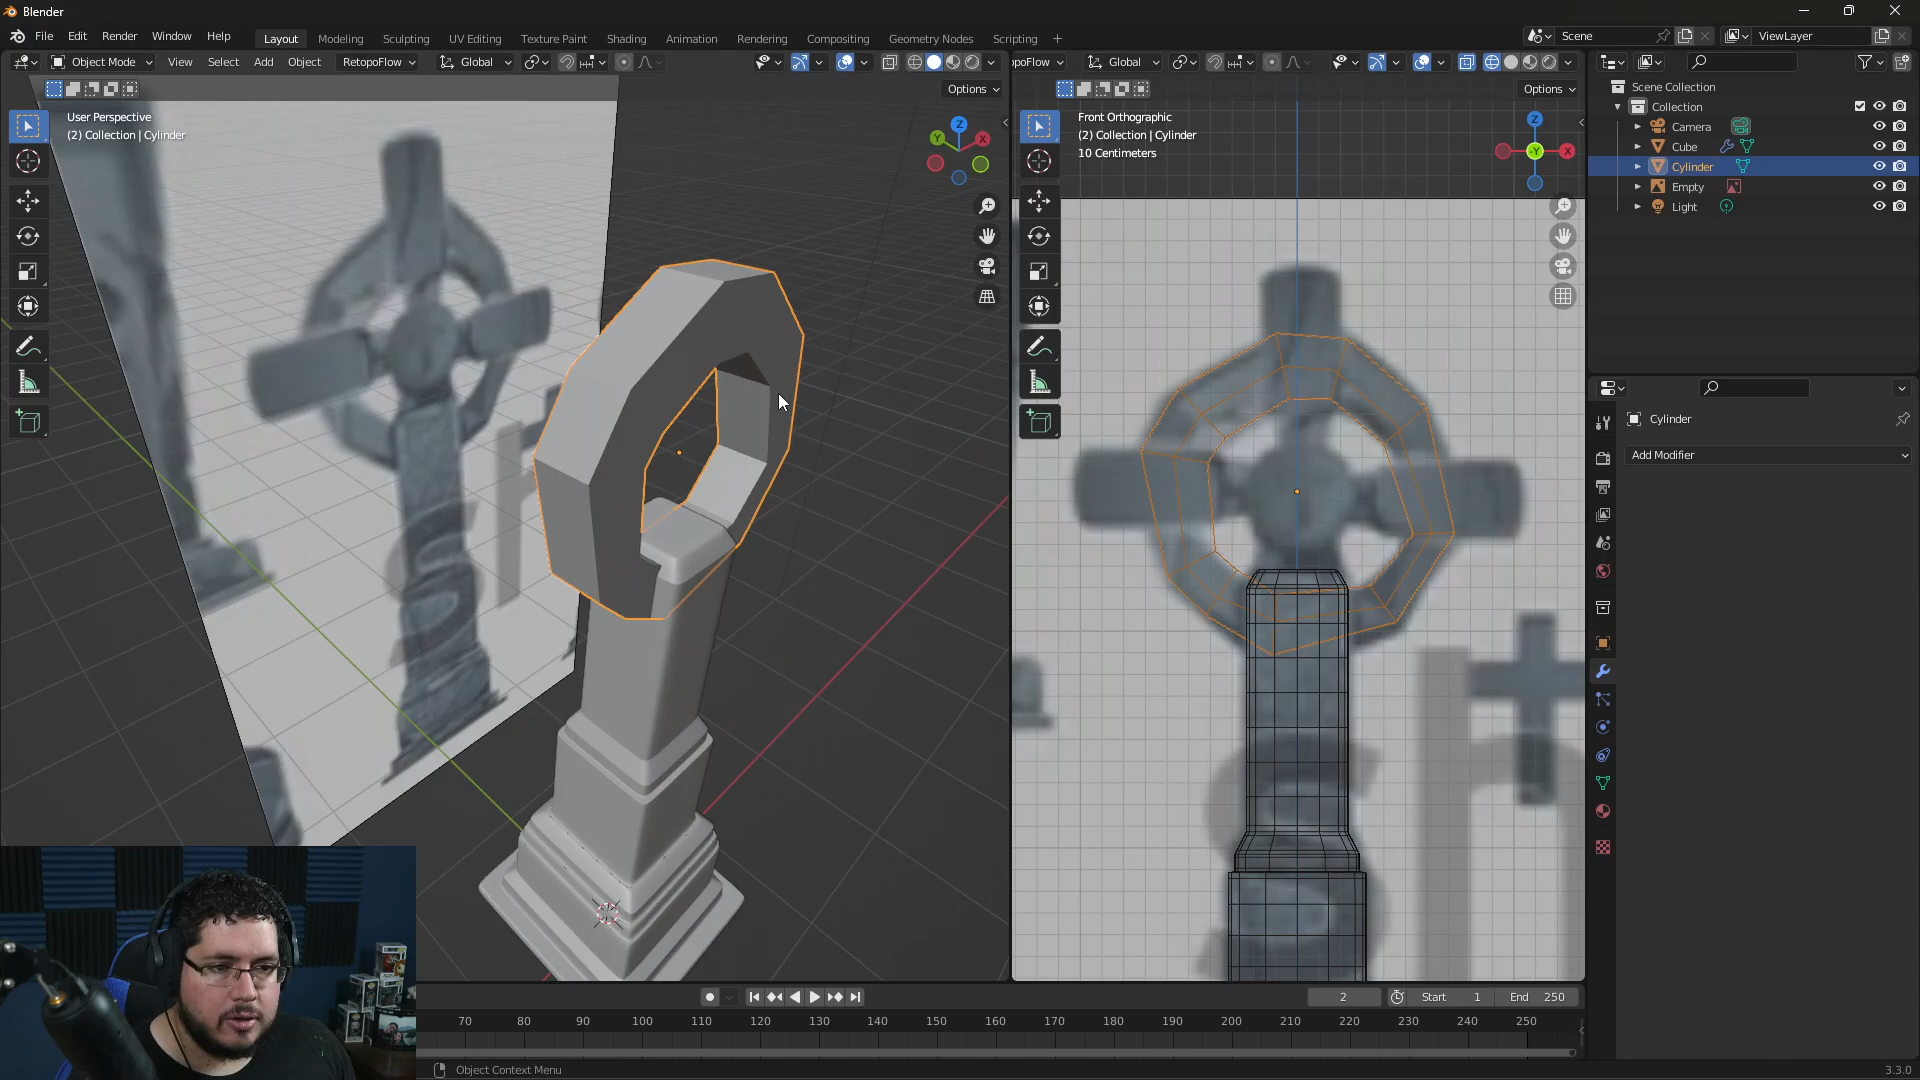 Blender
File Edit Render Window Help
Layout Modeling Sculpting UV Editing Texture Paint Shading Animation Rendering Compositing Geometry Nodes Scripting +
Scene
ViewLayer
Object Mode View Select Add Object RetopoFlow Global
opoFlow Global
Options
Options
User Perspective
(2) Collection | Cylinder
Z
Y
X
Front Orthographic
(2) Collection | Cylinder
10 Centimeters
Z
-Y
X
Scene Collection
Collection
Camera
Cube
Cylinder
Empty
Light
Cylinder
Add Modifier
2 Start 1 End 250
70 80 90 100 110 120 130 140 150 160 170 180 190 200 210 220 230 240 250
Object Context Menu
3.3.0